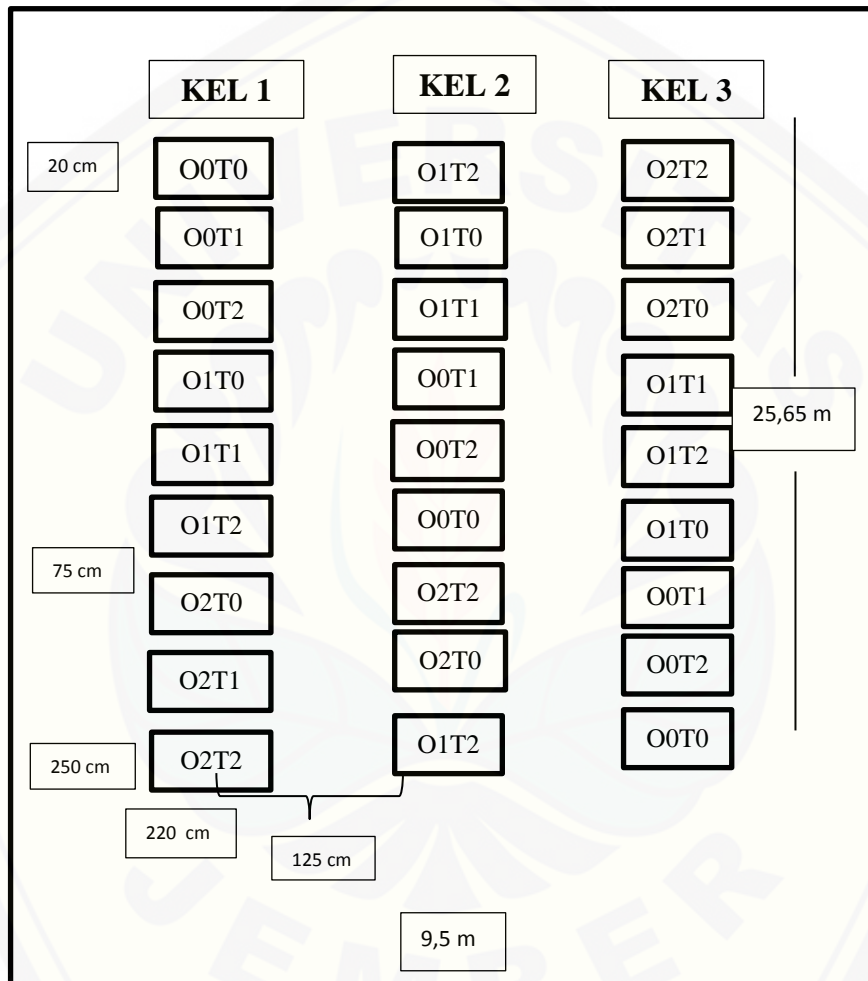 KEL 1
KEL 2
KEL 3
20 cm
O0T0
O1T2
O2T2
O0T1
O1T0
O2T1
O0T2
O1T1
O2T0
O1T0
O0T1
O1T1
25,65 m
O1T1
O0T2
O1T2
O1T2
O0T0
O1T0
75 cm
O2T0
O2T2
O0T1
O2T1
O2T0
O0T2
250 cm
O2T2
O1T2
O0T0
220 cm
125 cm
9,5 m
UNIVERSITAS
JEMBER